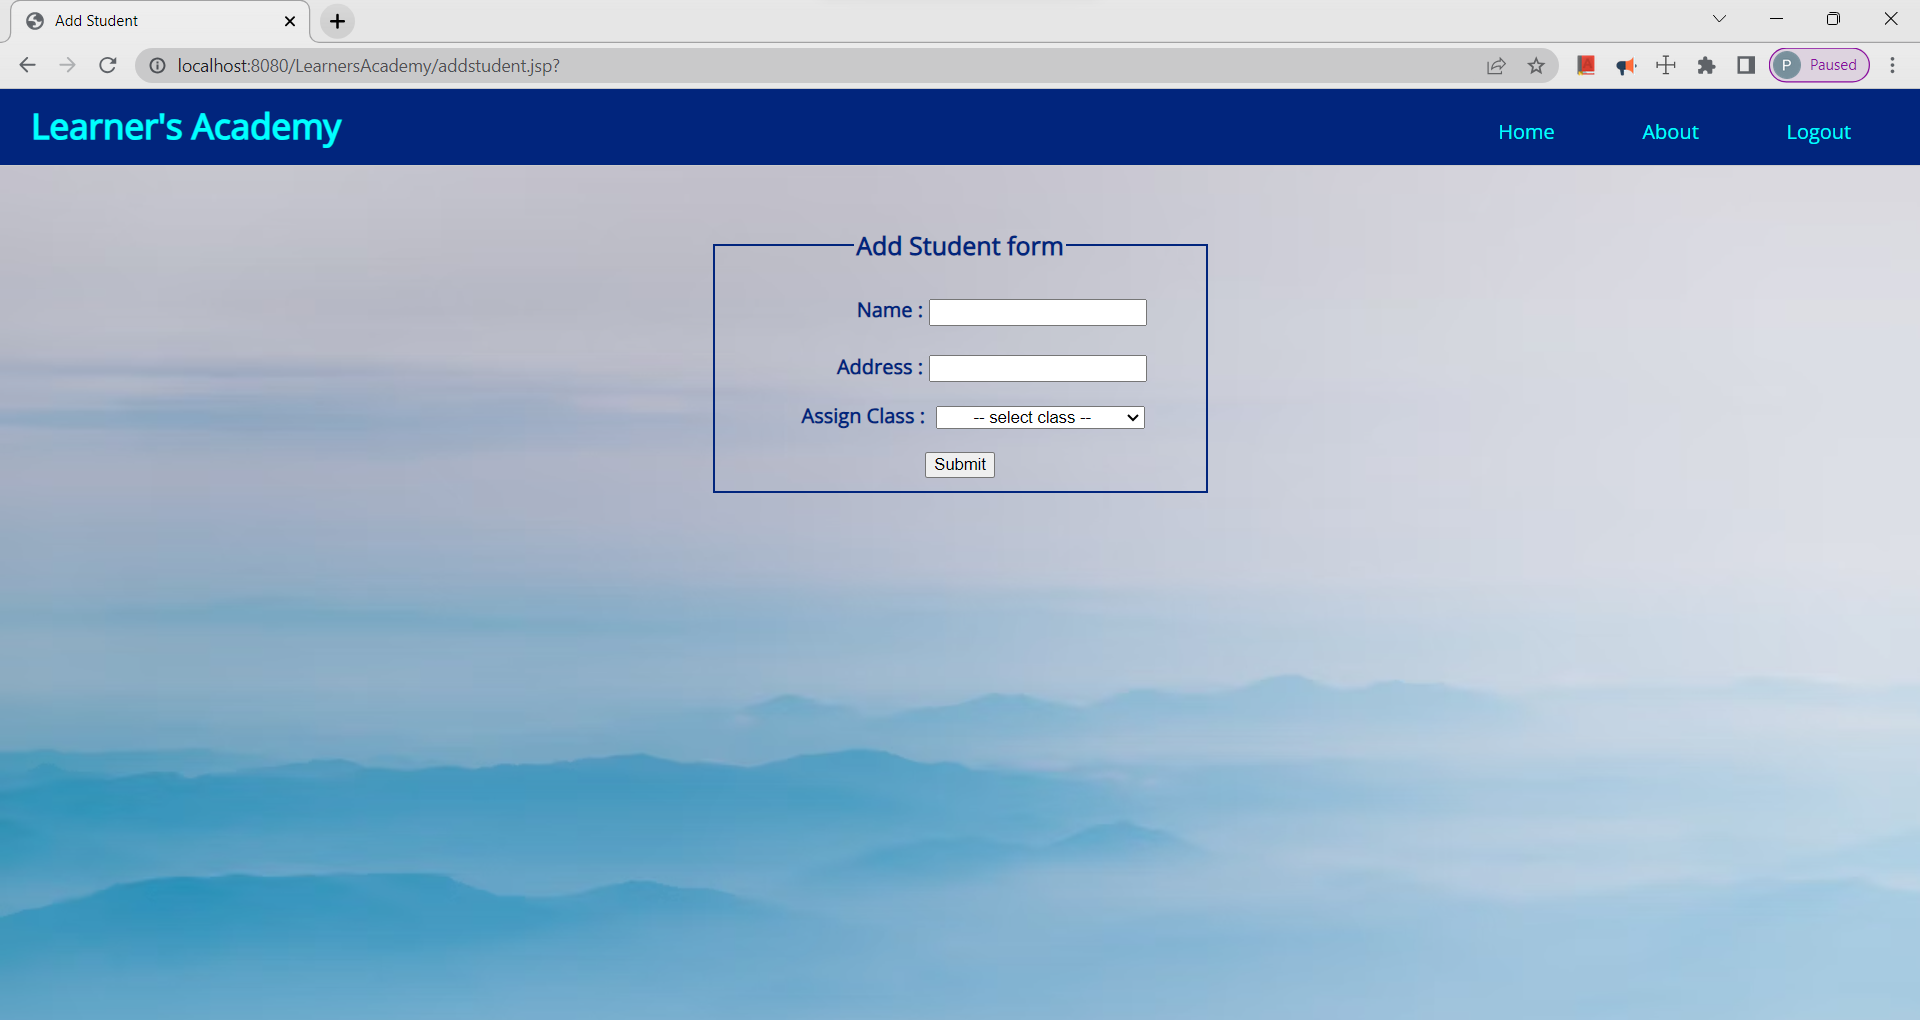 Add Student
localhost:8080/LearnersAcademy/addstudent.jsp?
P Paused
Learner's Academy
Home About Logout
Add Student form
Name :
Address :
Assign Class : -- select class --
Submit